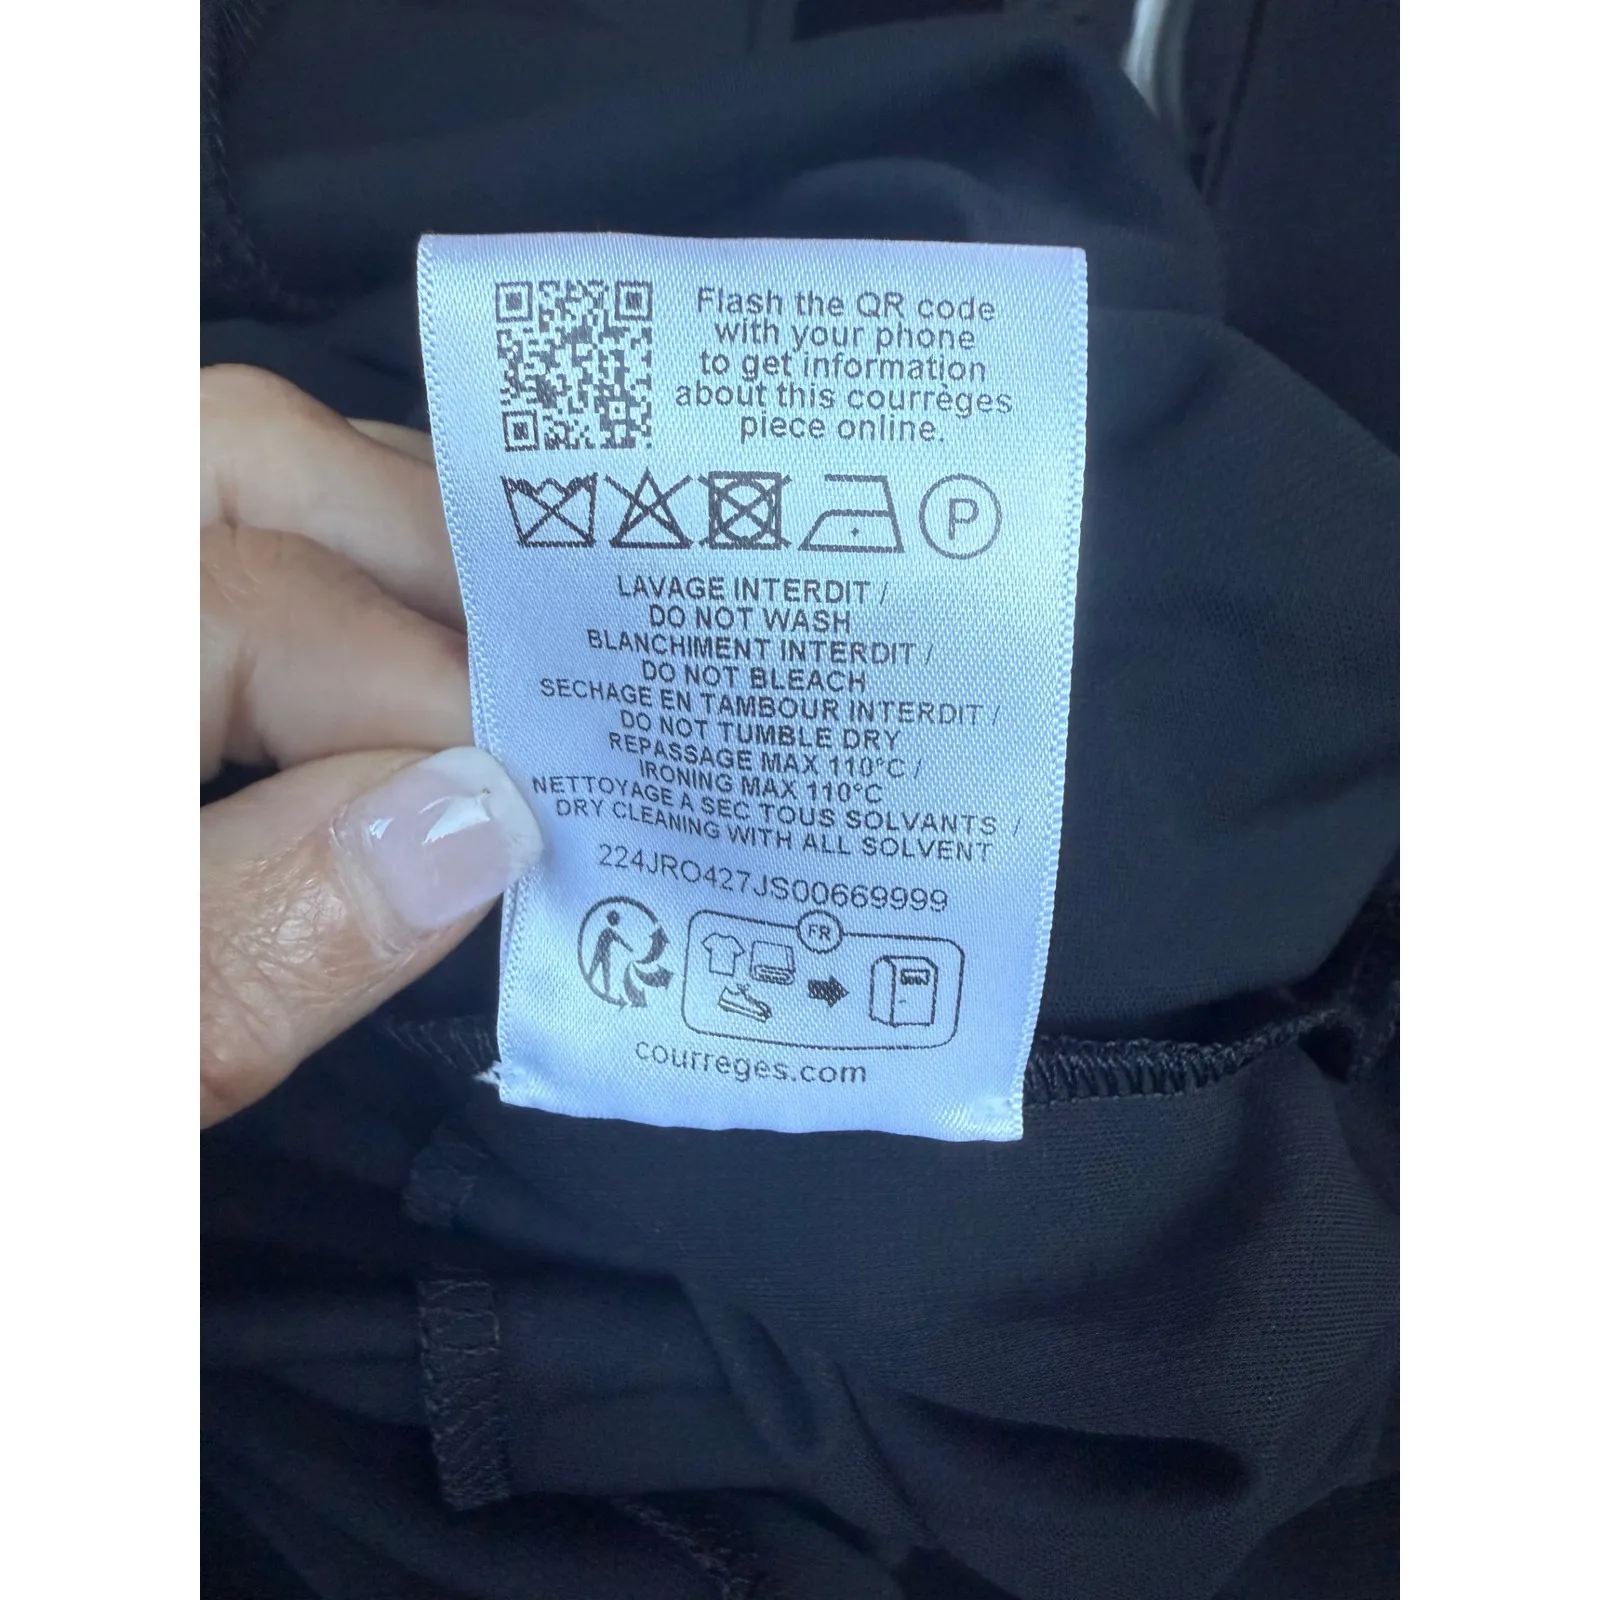 Flash the QR code
with your phone
to get information
about this courrèges
piece online.
P
LAVAGE INTERDIT /
DO NOT WASH
BLANCHIMENT INTERDIT /
DO NOT BLEACH
SECHAGE EN TAMBOUR INTERDIT /
DO NOT TUMBLE DRY
REPASSAGE MAX 110°C /
IRONING MAX 110°C
NETTOYAGE A SEC TOUS SOLVANTS /
DRY CLEANING WITH ALL SOLVENT
224JRO427JS00669999
FR
courreges.com